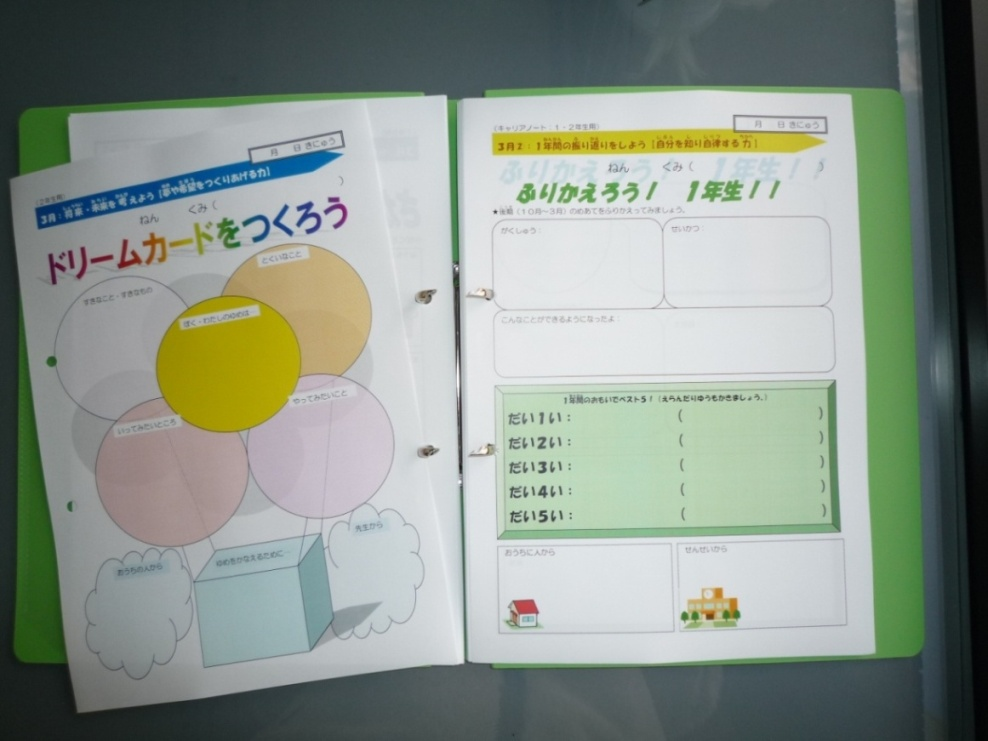 （2年生用）
月　日 きにゅう
3月：将来・未来を考えよう【夢や希望をつくりあげる力】
ねん　くみ（　　　）
ドリームカードをつくろう
すきなこと・すきなもの
とくいなこと
ぼく・わたしのゆめは…
いってみたいところ
やってみたいこと
おうちの人から
ゆめをかなえるために…
先生から
（キャリアノート：1・2年生用）
月　日 きにゅう
3月2：1年間の振り返りをしよう【自分を知り自律する力】
ねん　くみ（　　　）
ふりかえろう！　1年生！！
★後期（10月～3月）のめあてをふりかえってみましょう。
がくしゅう：
せいかつ
こんなことができるようになったよ：
1年間のおもいでベスト5！（えらんだりゆうもかきましょう。）
だい1い：（　　　）
だい2い：（　　　）
だい3い：（　　　）
だい4い：（　　　）
だい5い：（　　　）
おうちに人から
せんせいから